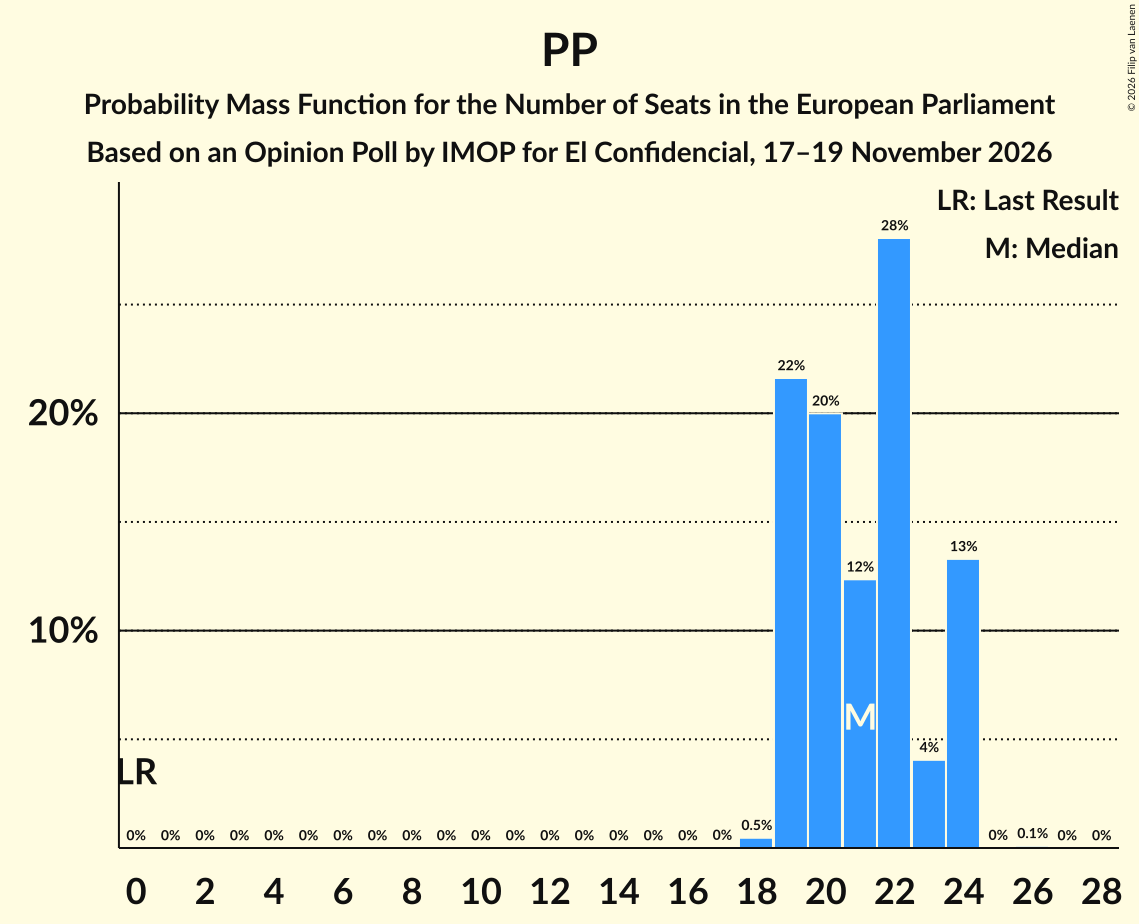 PP
Probability Mass Function for the Number of Seats in the European Parliament
Based on an Opinion Poll by IMOP for El Confidencial, 17–19 November 2026
© 2026 Filip van Laenen
LR: Last Result
M: Median
28%
22%
20%
20%
13%
12%
10%
M
4%
LR
0% 0% 0% 0% 0% 0% 0% 0% 0% 0% 0% 0% 0% 0% 0% 0% 0% 0% 0.5% 0% 0.1% 0% 0%
0 2 4 6 8 10 12 14 16 18 20 22 24 26 28